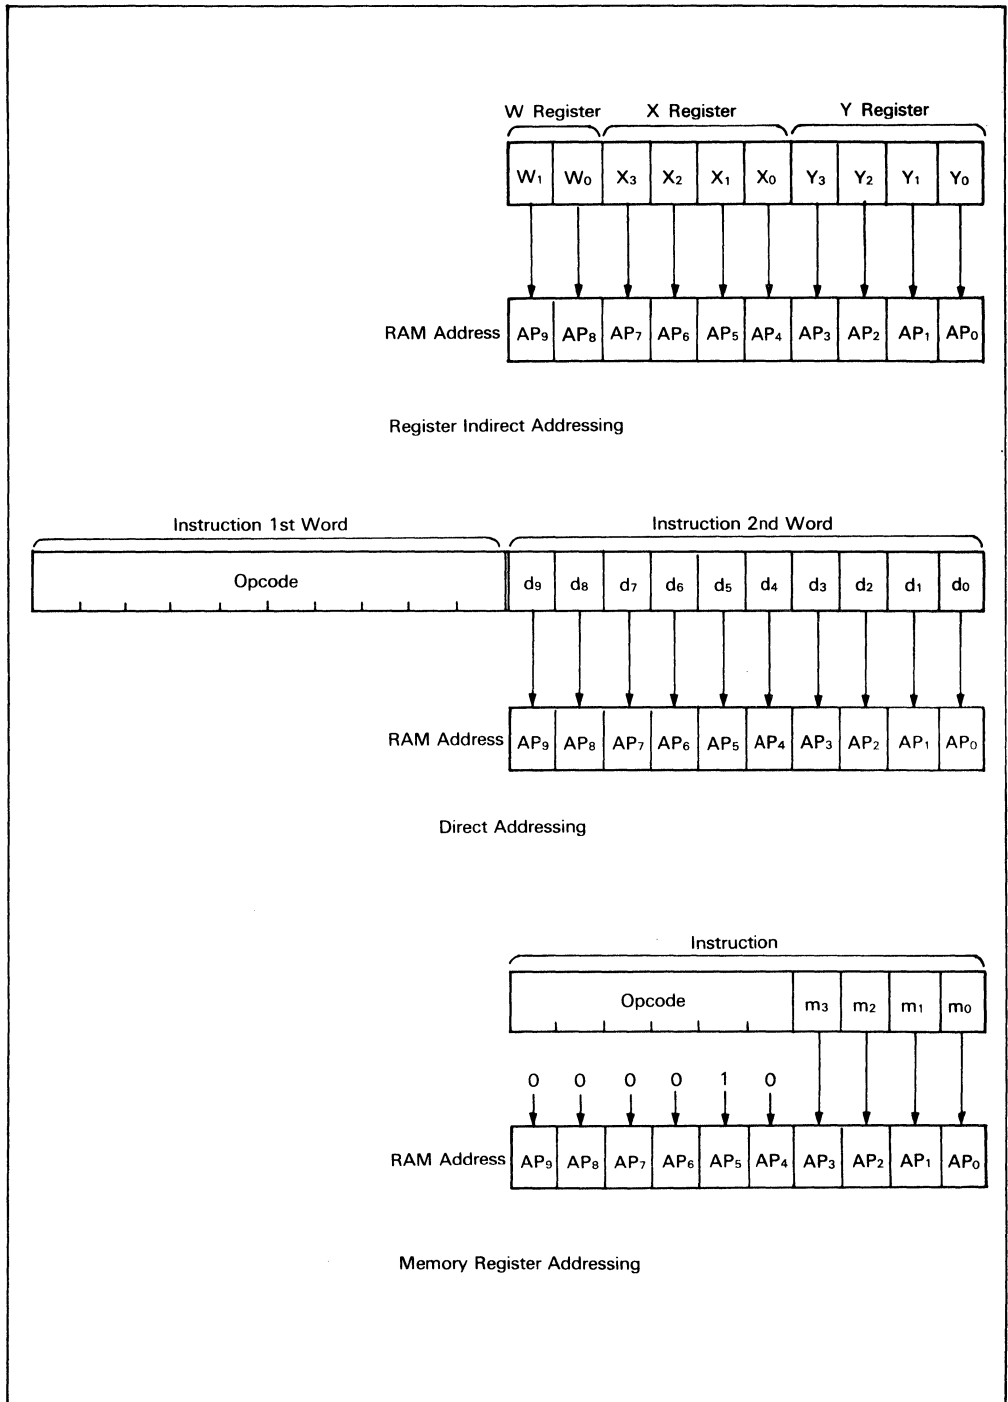 W Register X Register Y Register
W₁ W₀ X₃ X₂ X₁ X₀ Y₃ Y₂ Y₁ Y₀
RAM Address AP₉ AP₈ AP₇ AP₆ AP₅ AP₄ AP₃ AP₂ AP₁ AP₀
Register Indirect Addressing
Instruction 1st Word Instruction 2nd Word
Opcode d₉ d₈ d₇ d₆ d₅ d₄ d₃ d₂ d₁ d₀
RAM Address AP₉ AP₈ AP₇ AP₆ AP₅ AP₄ AP₃ AP₂ AP₁ AP₀
Direct Addressing
Instruction
Opcode m₃ m₂ m₁ m₀
0 0 0 0 1 0
RAM Address AP₉ AP₈ AP₇ AP₆ AP₅ AP₄ AP₃ AP₂ AP₁ AP₀
Memory Register Addressing